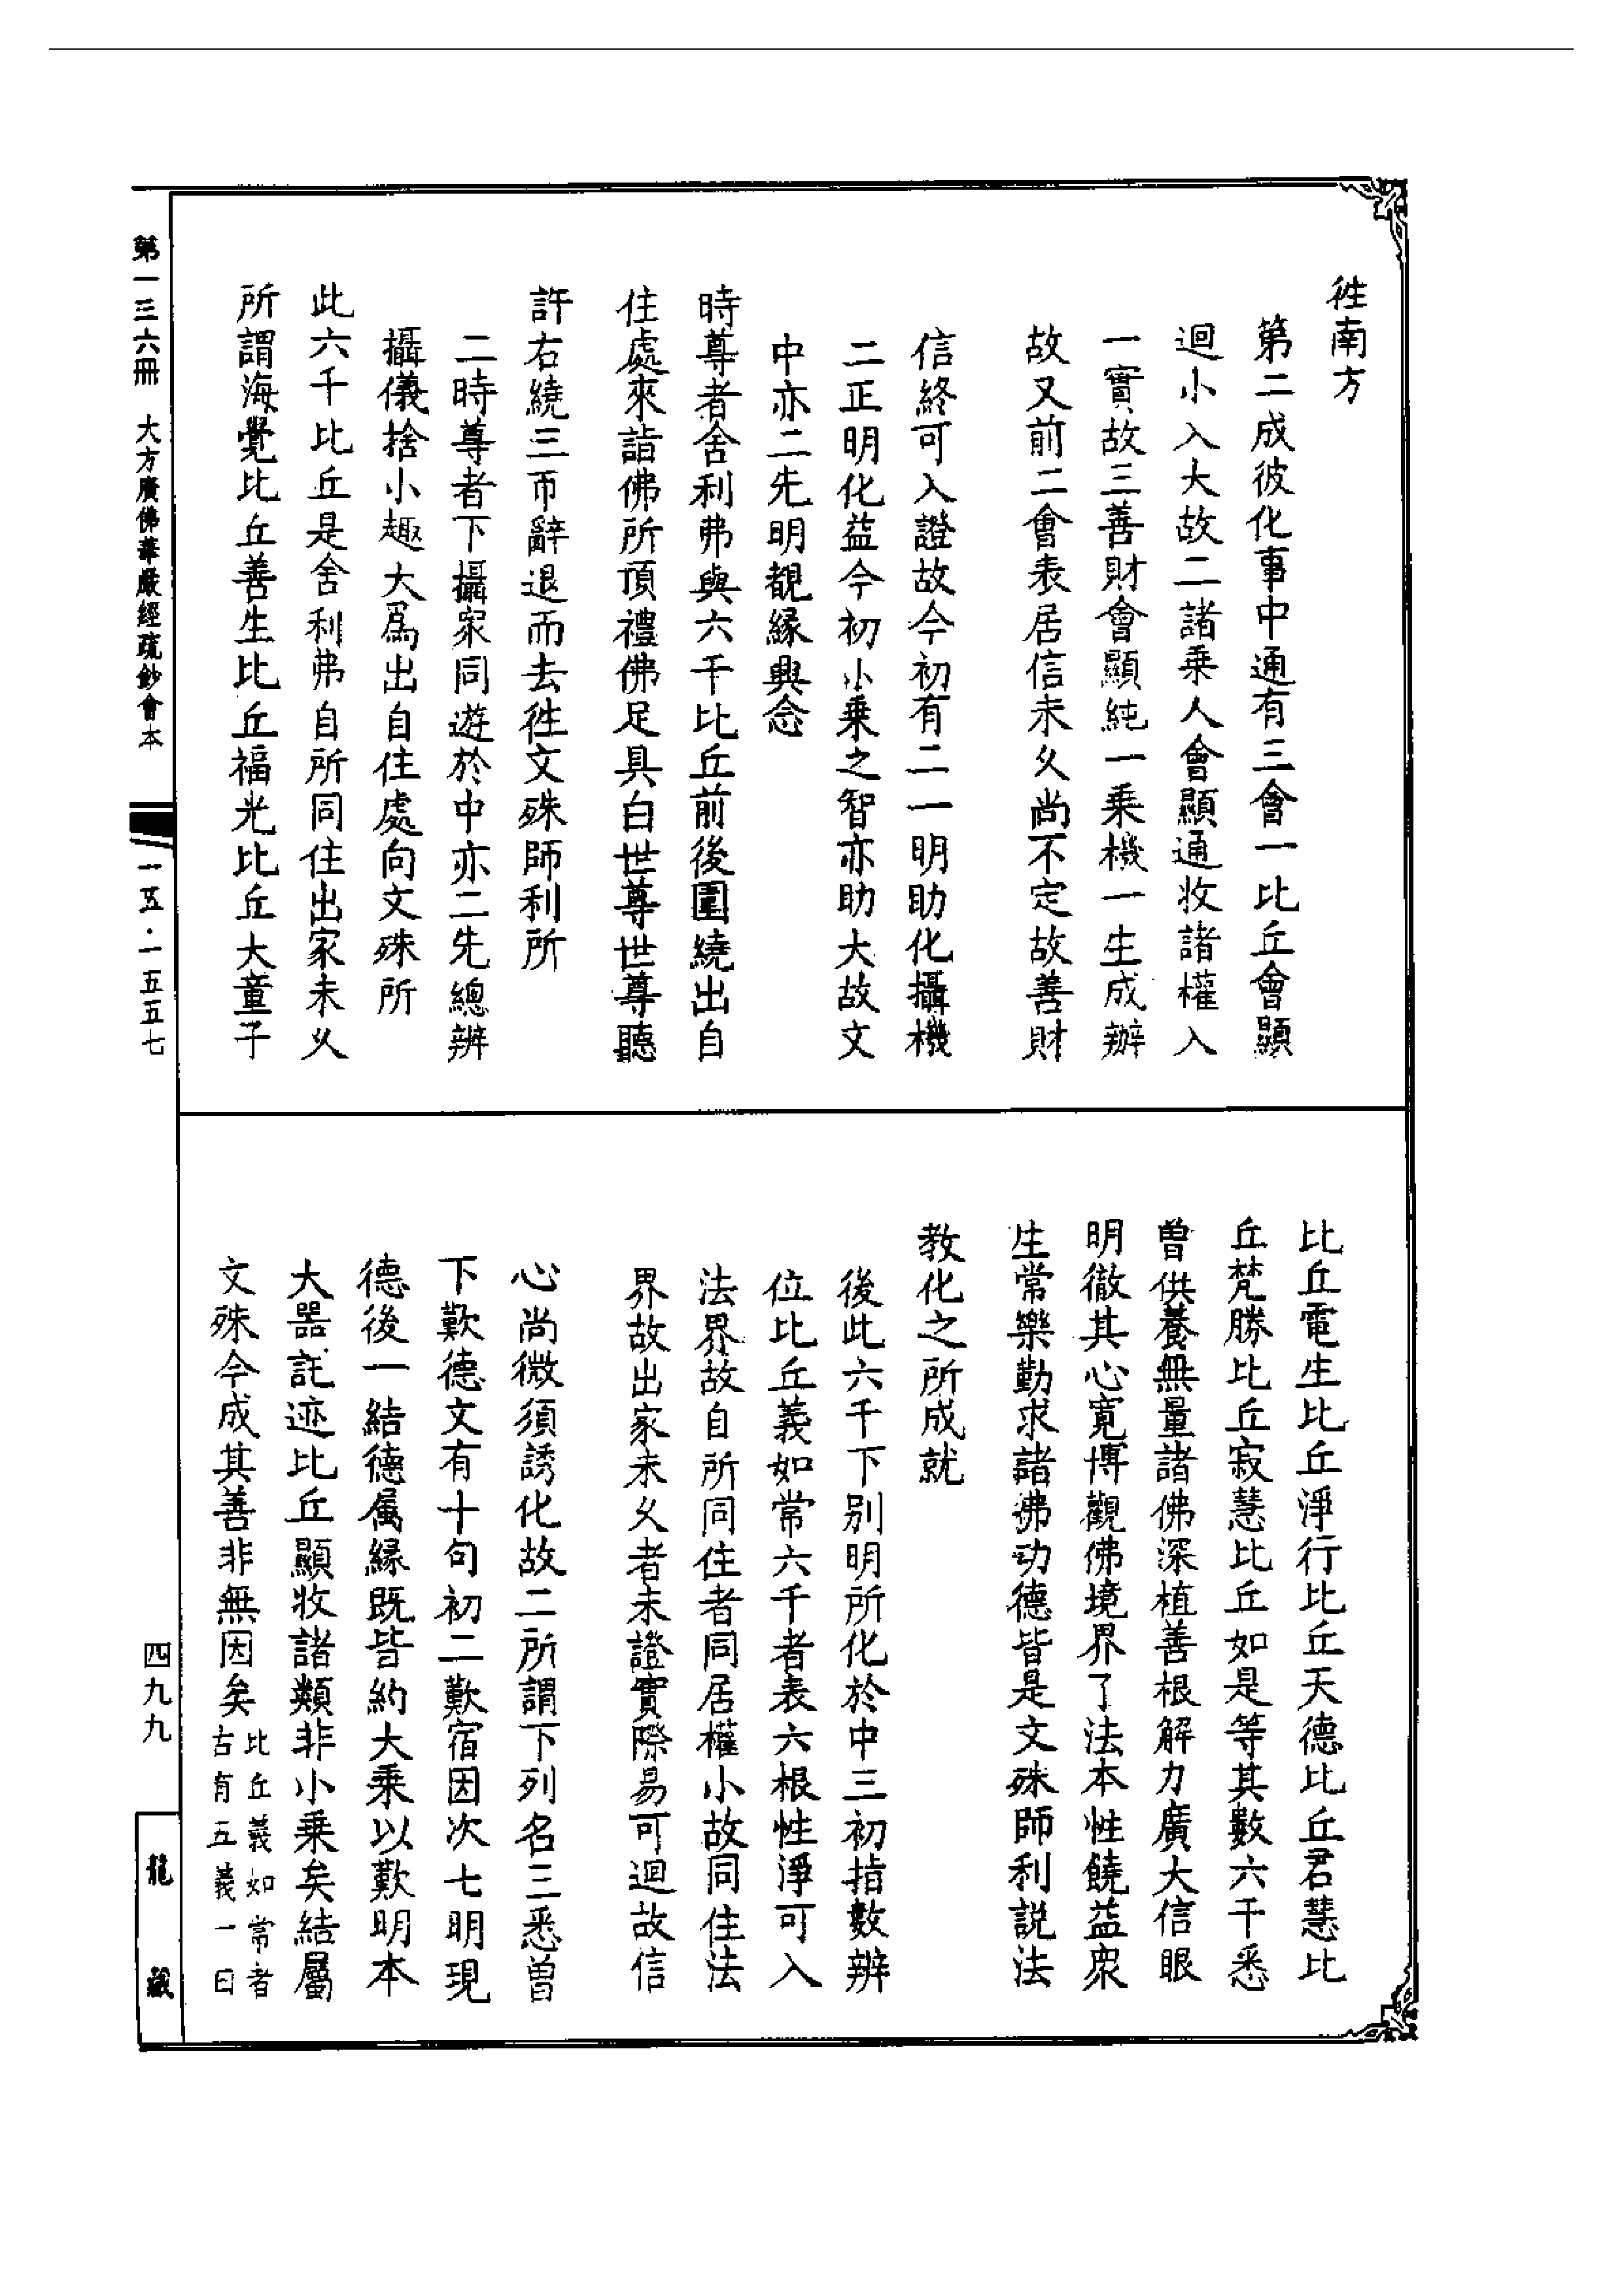 徃南方
第二成彼化事中通有三會一比丘會顯
迴小入大故二諸乗人會顯通收諸權入
一實故三善財會顯純一乗機一生成辦
故又前二會表居信未久尚不定故善財
信終可入證故今初有二一明助化攝機
二正明化益今初小乗之智亦助大故文
中亦二先明覩縁興念
時尊者舍利弗與六千比丘前後圍繞出自
住處來詣佛所頂禮佛足具白世尊世尊聽
許右繞三帀辭退而去徃文殊師利所
二時尊者下攝衆同遊於中亦二先總辨
攝儀捨小趣大爲出自住處向文殊所
此六千比丘是舍利弗自所同住出家未久
所謂海覺比丘善生比丘福光比丘大童子
比丘電生比丘淨行比丘天德比丘君慧比
丘梵勝比丘寂慧比丘如是等其數六千悉
曽供養無量諸佛深植善根解力廣大信眼
明徹其心寛博觀佛境界了法本性饒益衆
生常樂勤求諸佛功德皆是文殊師利説法
教化之所成就
後此六千下别明所化於中三初指數辨
位比丘義如常六千者表六根性淨可入
法界故自所同住者同居權小故同住法
界故出家未久者未證實際易可迴故信
心尚微須誘化故二所謂下列名三悉曽
下歎德文有十句初二歎宿因次七明現
德後一結德属縁既皆約大乗以歎明本
大器託迹比丘顯收諸類非小乗矣結屬
文殊今成其善非無因矣比丘義如常者
古有五義一曰
第一三六冊 大方廣佛華嚴經疏鈔會本
一五·一五五七
四九九
龍藏